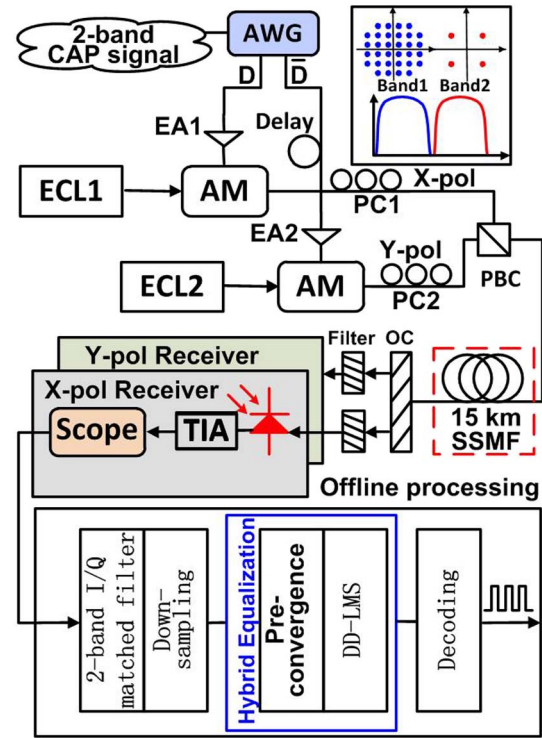 2-band
CAP signal
AWG
D
D̅
EA1
Delay
Band1
Band2
ECL1
AM
X-pol
PC1
EA2
Y-pol
ECL2
AM
PC2
PBC
Filter
OC
Y-pol Receiver
X-pol Receiver
Scope
TIA
15 km
SSMF
Offline processing
2-band I/Q
matched filter
Down-
sampling
Hybrid Equalization
Pre-
convergence
DD-LMS
Decoding